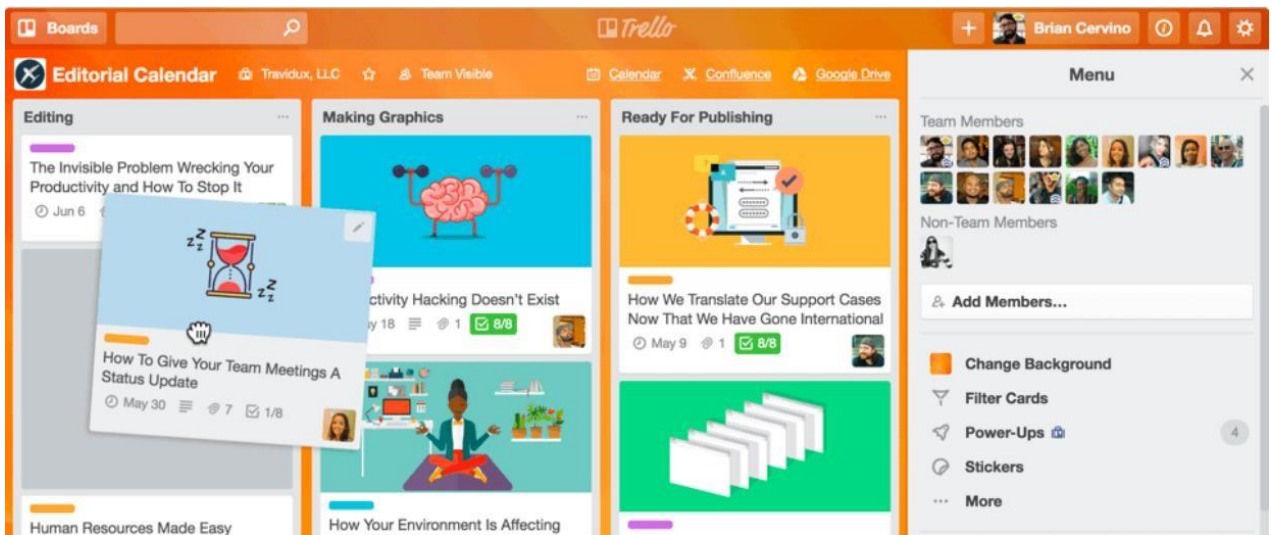 Boards
Trello
Brian Cervino
Editorial Calendar
Travidux, LLC
Team Visible
Calendar
Confluence
Google Drive
Menu
Editing
The Invisible Problem Wrecking Your
Productivity and How To Stop It
Jun 6
zzz
zzz
How To Give Your Team Meetings A
Status Update
May 30
7
1/8
Human Resources Made Easy
Making Graphics
ctivity Hacking Doesn't Exist
y 18
1
8/8
How Your Environment Is Affecting
Ready For Publishing
How We Translate Our Support Cases
Now That We Have Gone International
May 9
1
8/8
Team Members
Non-Team Members
Add Members...
Change Background
Filter Cards
Power-Ups
4
Stickers
More